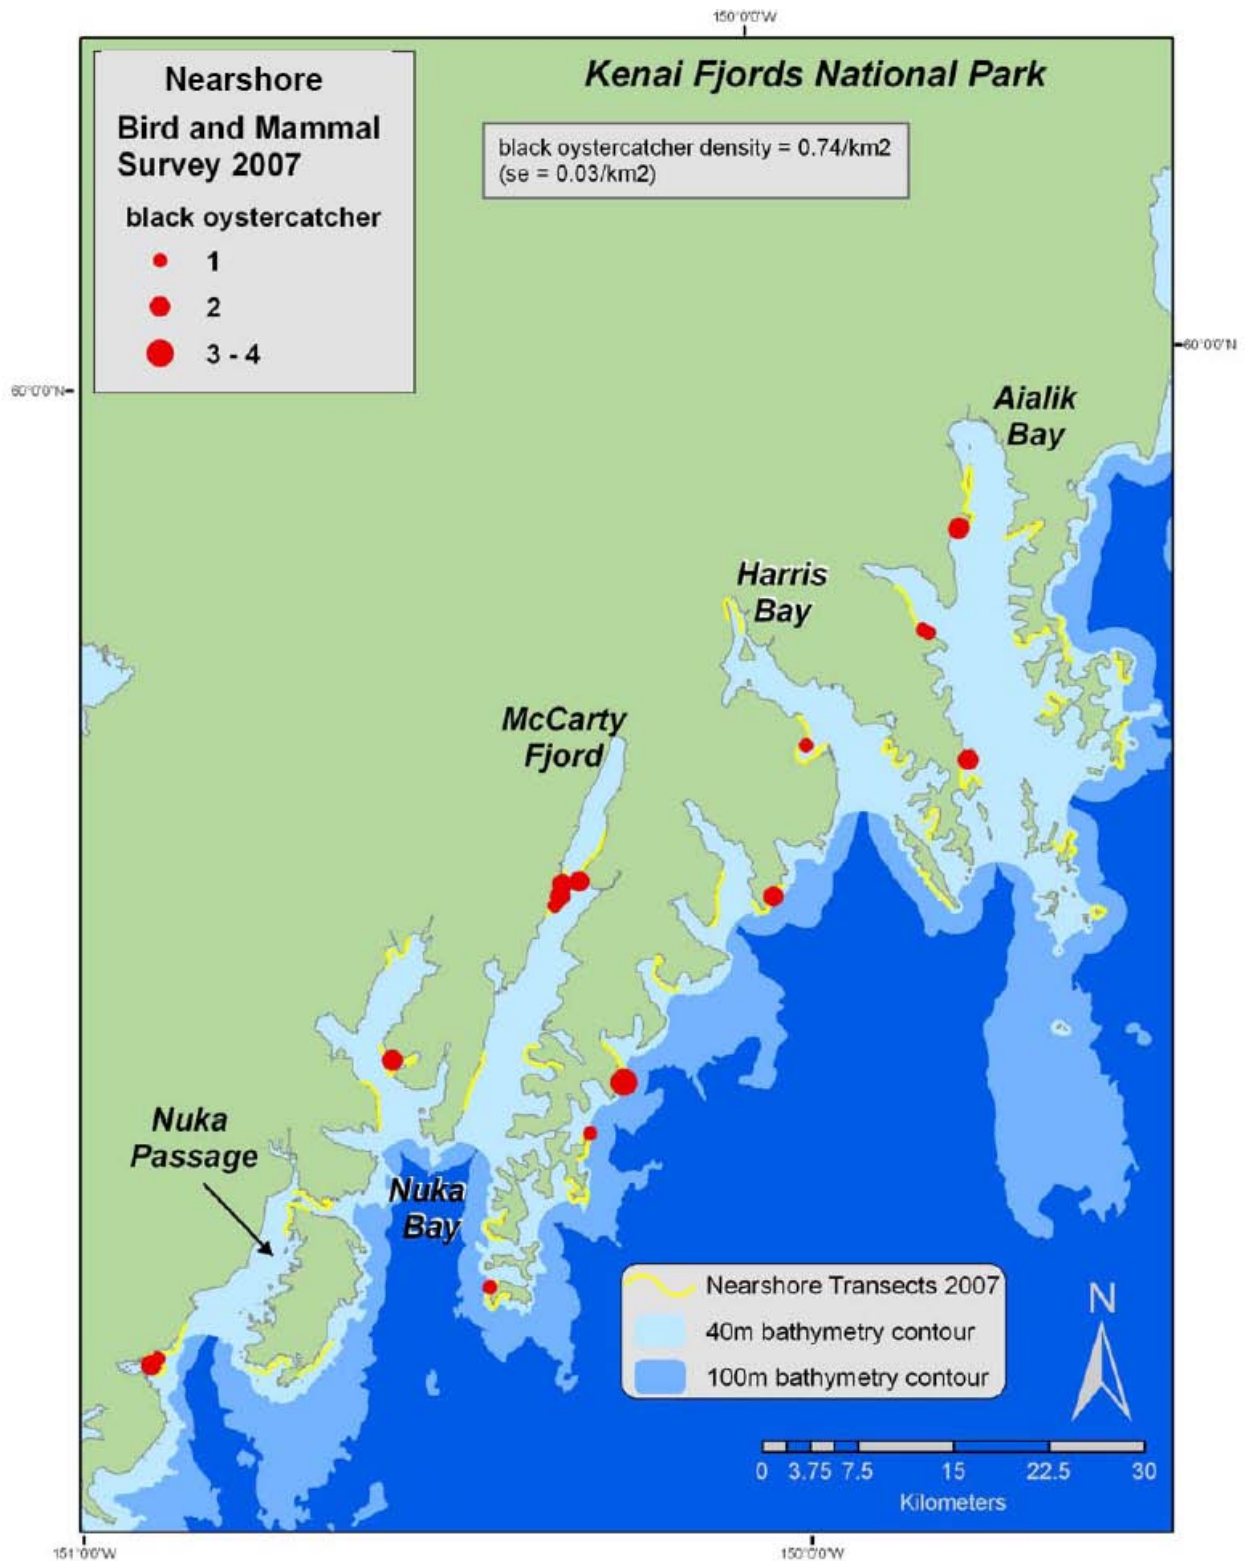 150°0'0"W
Kenai Fjords National Park
Nearshore
Bird and Mammal
Survey 2007
black oystercatcher
1
2
3 - 4
black oystercatcher density = 0.74/km2
(se = 0.03/km2)
60°0'0"N
60°0'0"N
Aialik
Bay
Harris
Bay
McCarty
Fjord
Nuka
Passage
Nuka
Bay
Nearshore Transects 2007
40m bathymetry contour
100m bathymetry contour
N
0 3.75 7.5 15 22.5 30
Kilometers
151°0'0"W
150°0'0"W